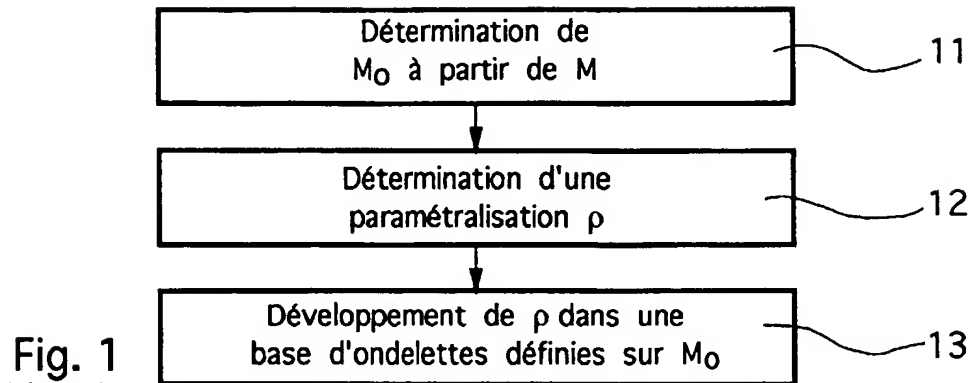 Détermination de
M₀ à partir de M
11
Détermination d'une
paramétralisation ρ
12
Développement de ρ dans une
base d'ondelettes définies sur M₀
13
Fig. 1